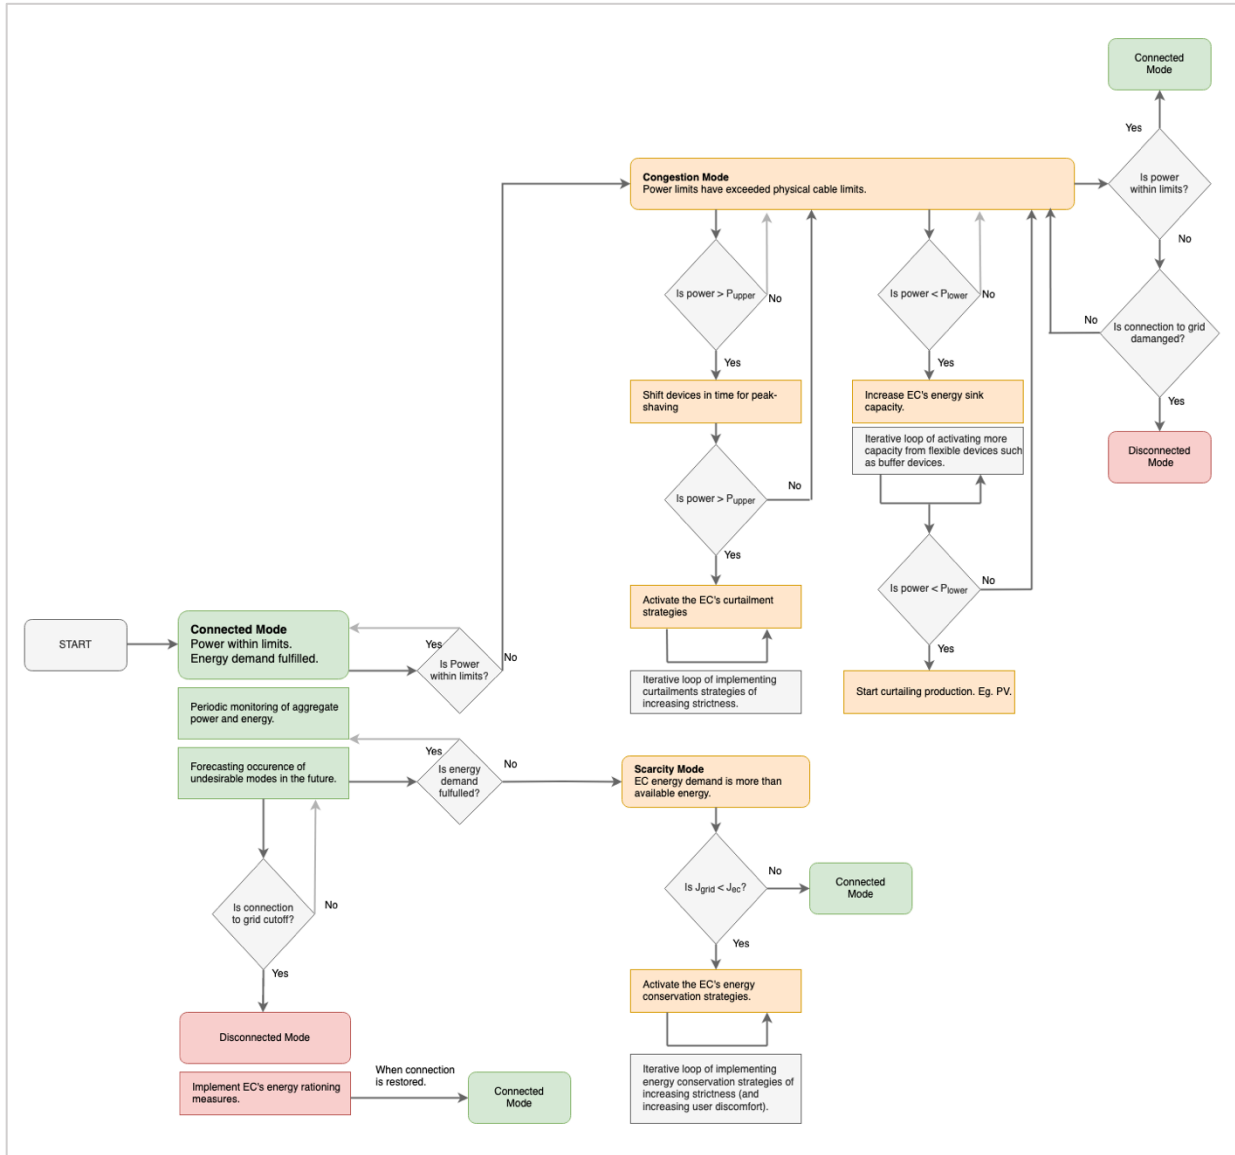 Connected
Mode
Yes
Is power
within limits?
No
Is connection to grid
damanged?
No
Yes
Disconnected
Mode
Congestion Mode
Power limits have exceeded physical cable limits.
Is power > Pupper
No
Yes
Shift devices in time for peak-
shaving
Is power > Pupper
No
Yes
Activate the EC's curtailment
strategies
Iterative loop of implementing
curtailments strategies of
increasing strictness.
Is power < Plower
No
Yes
Increase EC's energy sink
capacity.
Iterative loop of activating more
capacity from flexible devices such
as buffer devices.
Is power < Plower
No
Yes
Start curtailing production. Eg. PV.
START
Connected Mode
Power within limits.
Energy demand fulfilled.
Yes
Is Power
within limits?
No
Periodic monitoring of aggregate
power and energy.
Forecasting occurence of
undesirable modes in the future.
Yes
Is energy
demand
fulfulled?
No
Scarcity Mode
EC energy demand is more than
available energy.
Is Jgrid < Jec?
No
Connected
Mode
Yes
Activate the EC's energy
conservation strategies.
Iterative loop of implementing
energy conservation strategies of
increasing strictness (and
increasing user discomfort).
Is connection
to grid cutoff?
No
Yes
Disconnected Mode
Implement EC's energy rationing
measures.
When connection
is restored.
Connected
Mode